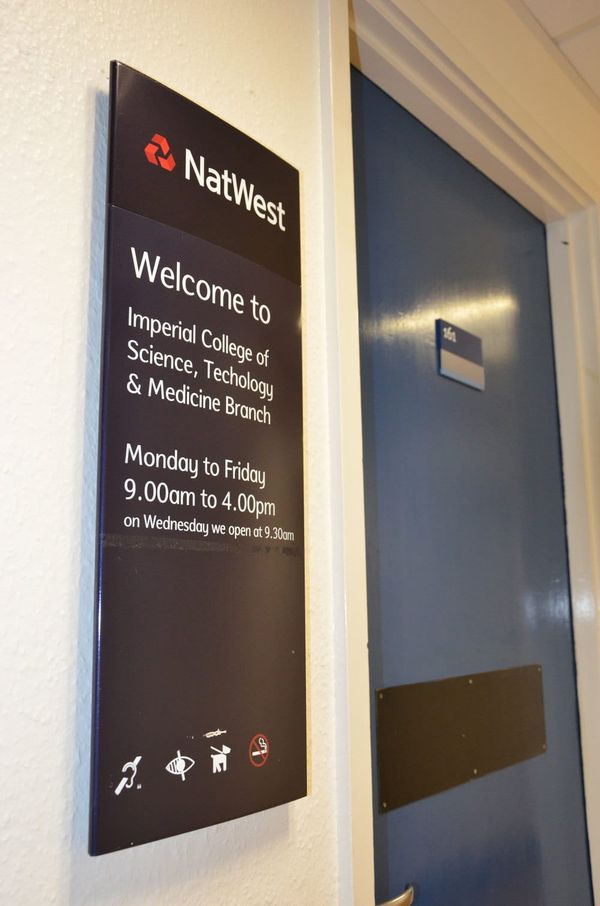 NatWest
Welcome to
Imperial College of
Science, Techology
& Medicine Branch
Monday to Friday
9.00am to 4.00pm
on Wednesday we open at 9.30am
161